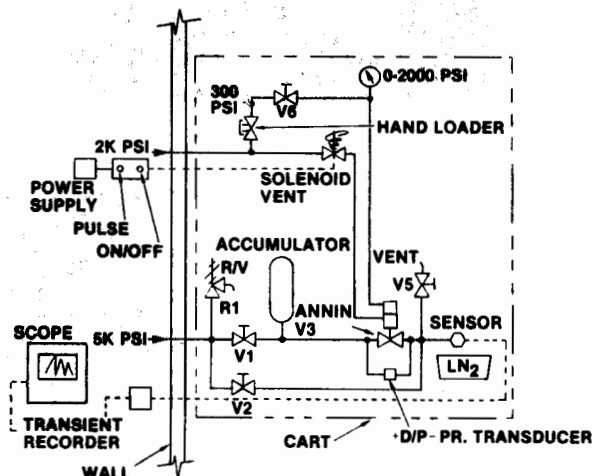 0-2000 PSI
300
PSI
V6
HAND LOADER
2K PSI
SOLENOID
VENT
POWER
SUPPLY
PULSE
ON/OFF
ACCUMULATOR
VENT
R/V
V5
R1
ANNIN
V3
SENSOR
SCOPE
5K PSI
V1
LN2
V2
TRANSIENT
RECORDER
+D/P- PR. TRANSDUCER
CART
WALL